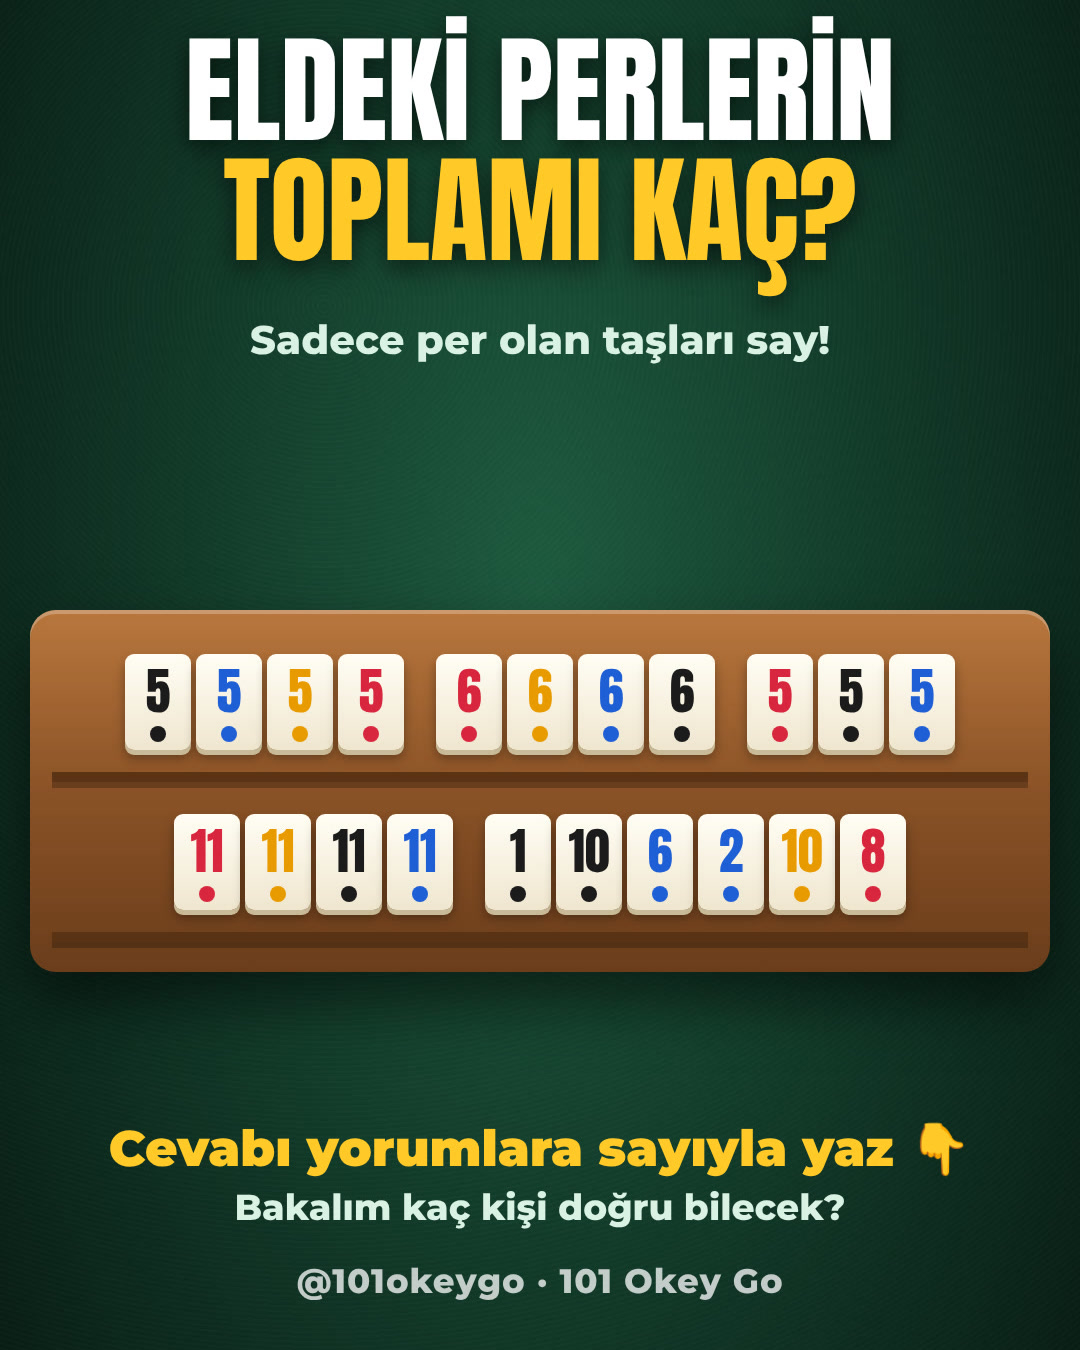 ELDEKİ PERLERİN
TOPLAMI KAÇ?
Sadece per olan taşları say!
5 5 5 5 6 6 6 6 5 5 5
11 11 11 11 1 10 6 2 10 8
Cevabı yorumlara sayıyla yaz 👇
Bakalım kaç kişi doğru bilecek?
@101okeygo · 101 Okey Go